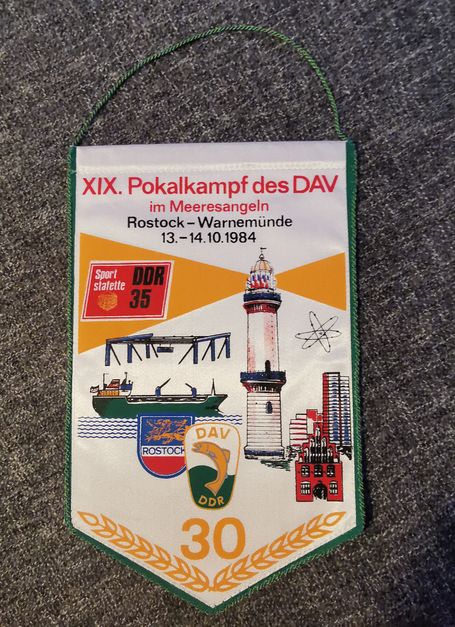 XIX. Pokalkampf des DAV
im Meeresangeln
Rostock – Warnemünde
13. – 14.10.1984
Sport
stafette
DDR
35
ROSTOCK
DAV
DDR
30